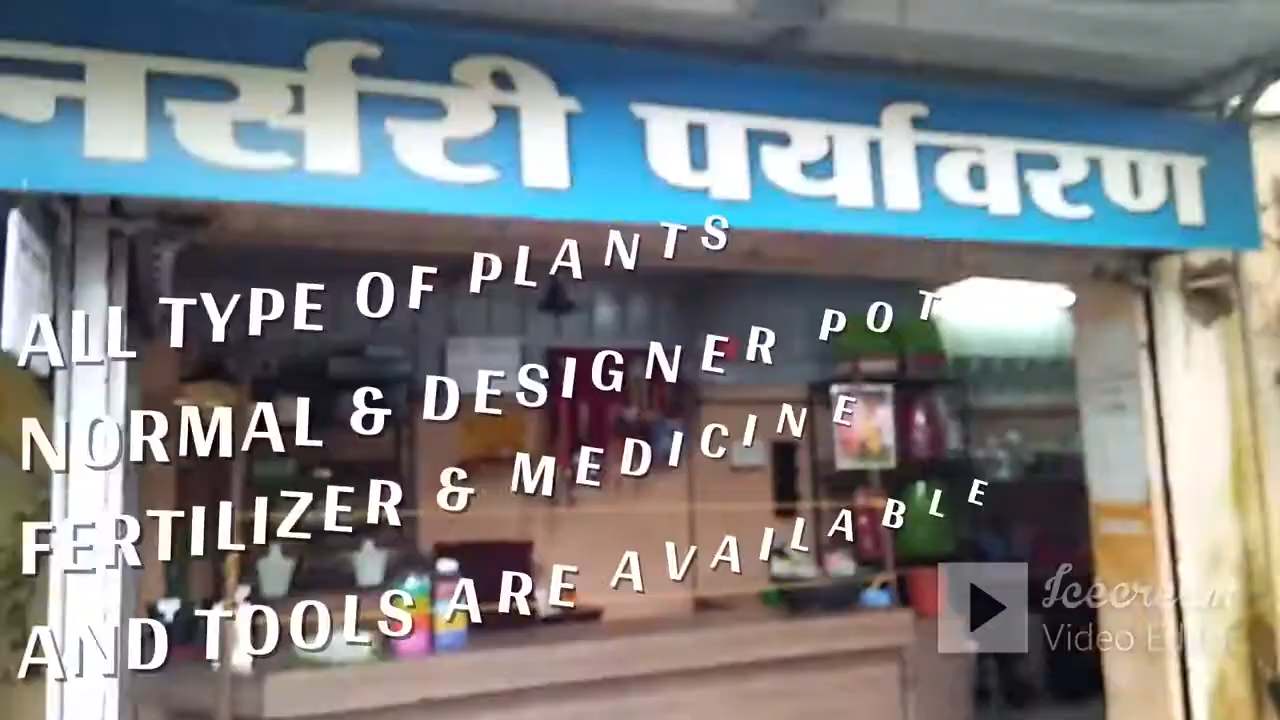 नर्सरी पर्यावरण
ALL TYPE OF PLANTS
NORMAL & DESIGNER POT
FERTILIZER & MEDICINE
AND TOOLS ARE AVAILABLE
Icecream
Video Editor